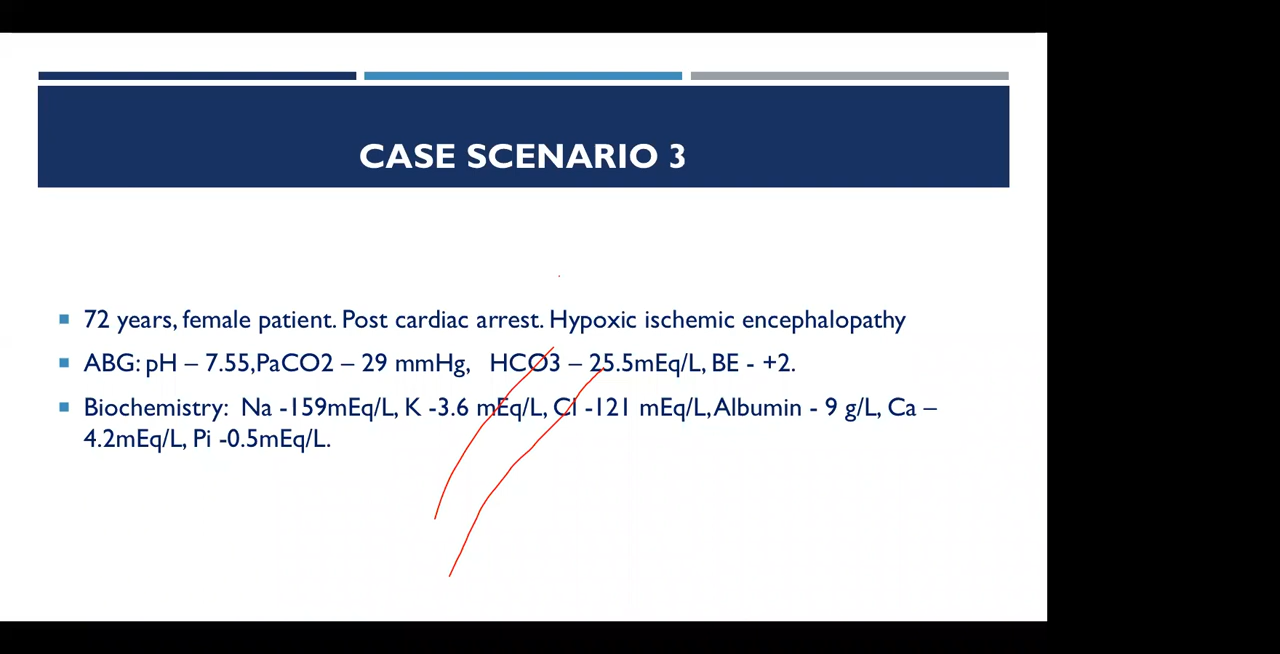 CASE SCENARIO 3
72 years, female patient. Post cardiac arrest. Hypoxic ischemic encephalopathy
ABG: pH – 7.55,PaCO2 – 29 mmHg, HCO3 – 25.5mEq/L, BE - +2.
Biochemistry: Na -159mEq/L, K -3.6 mEq/L, Cl -121 mEq/L, Albumin - 9 g/L, Ca –
4.2mEq/L, Pi -0.5mEq/L.